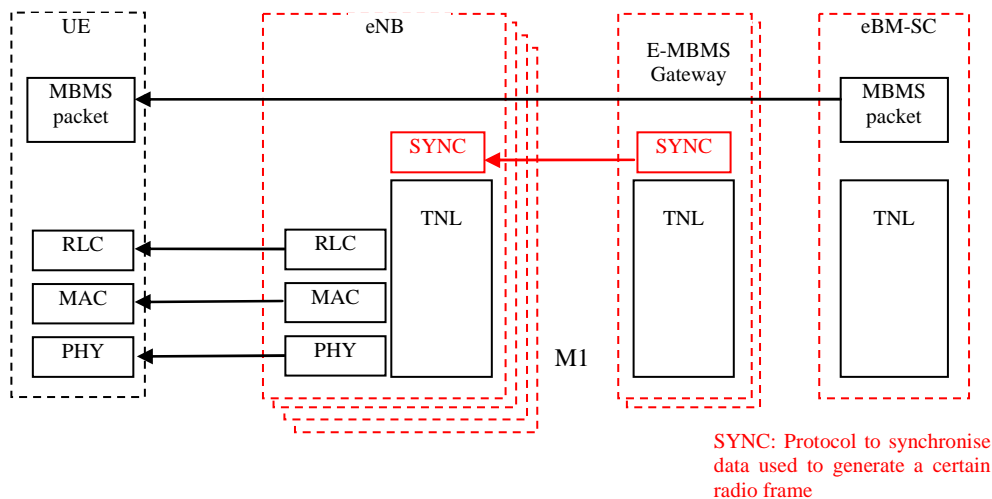 UE
eNB
E-MBMS
Gateway
eBM-SC
MBMS
packet
MBMS
packet
SYNC
SYNC
TNL
TNL
TNL
RLC
RLC
MAC
MAC
PHY
PHY
M1
SYNC: Protocol to synchronise
data used to generate a certain
radio frame